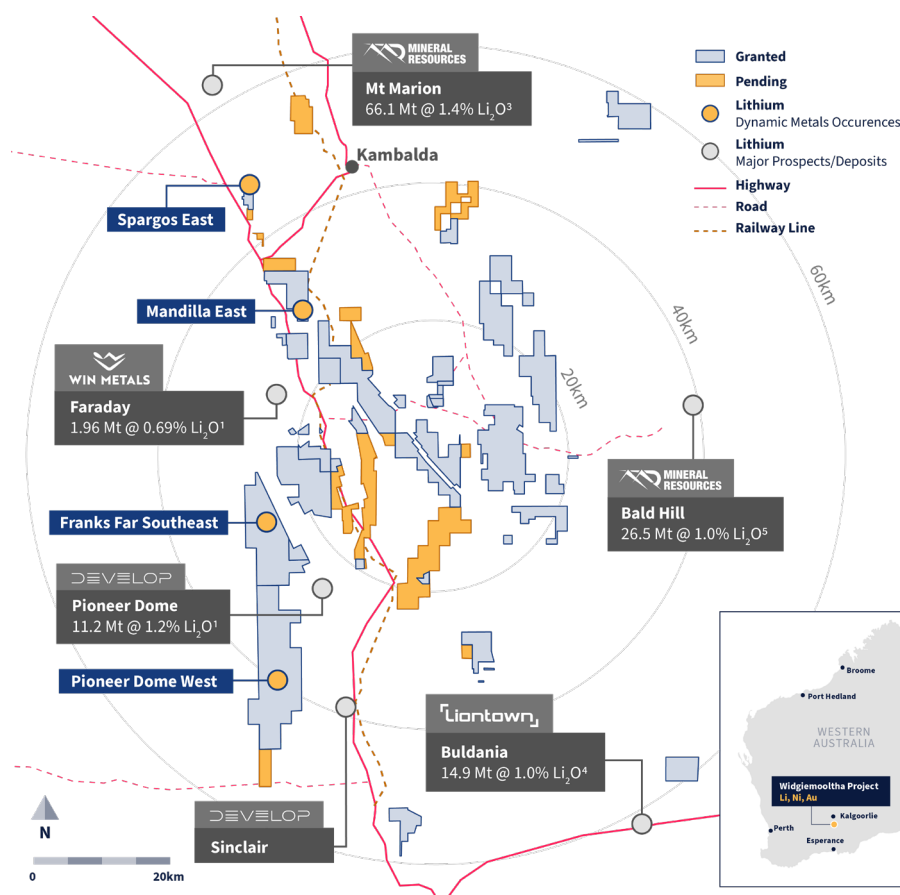 MINERAL
RESOURCES
Mt Marion
66.1 Mt @ 1.4% Li₂O³
Granted
Pending
Lithium
Dynamic Metals Occurences
Lithium
Major Prospects/Deposits
Highway
Road
Railway Line
Kambalda
Spargos East
Mandilla East
60km
40km
20km
WIN METALS
Faraday
1.96 Mt @ 0.69% Li₂O¹
MINERAL
RESOURCES
Bald Hill
26.5 Mt @ 1.0% Li₂O⁵
Franks Far Southeast
DEVELOP
Pioneer Dome
11.2 Mt @ 1.2% Li₂O¹
Pioneer Dome West
Liontown
Buldania
14.9 Mt @ 1.0% Li₂O⁴
DEVELOP
Sinclair
N
0
20km
Broome
Port Hedland
WESTERN
AUSTRALIA
Widgiemooltha Project
Li, Ni, Au
Kalgoorlie
Perth
Esperance